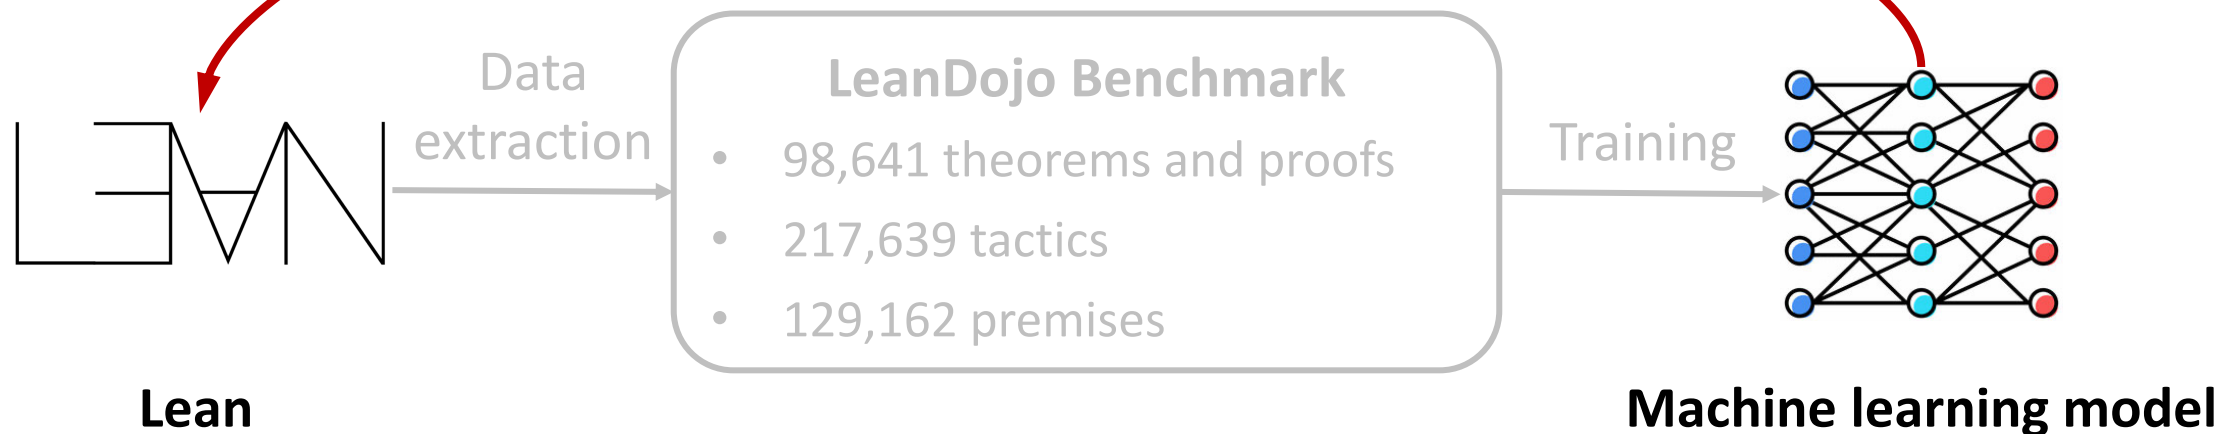 Data
extraction
LeanDojo Benchmark
• 98,641 theorems and proofs
• 217,639 tactics
• 129,162 premises
Training
LEAN
Lean
Machine learning model